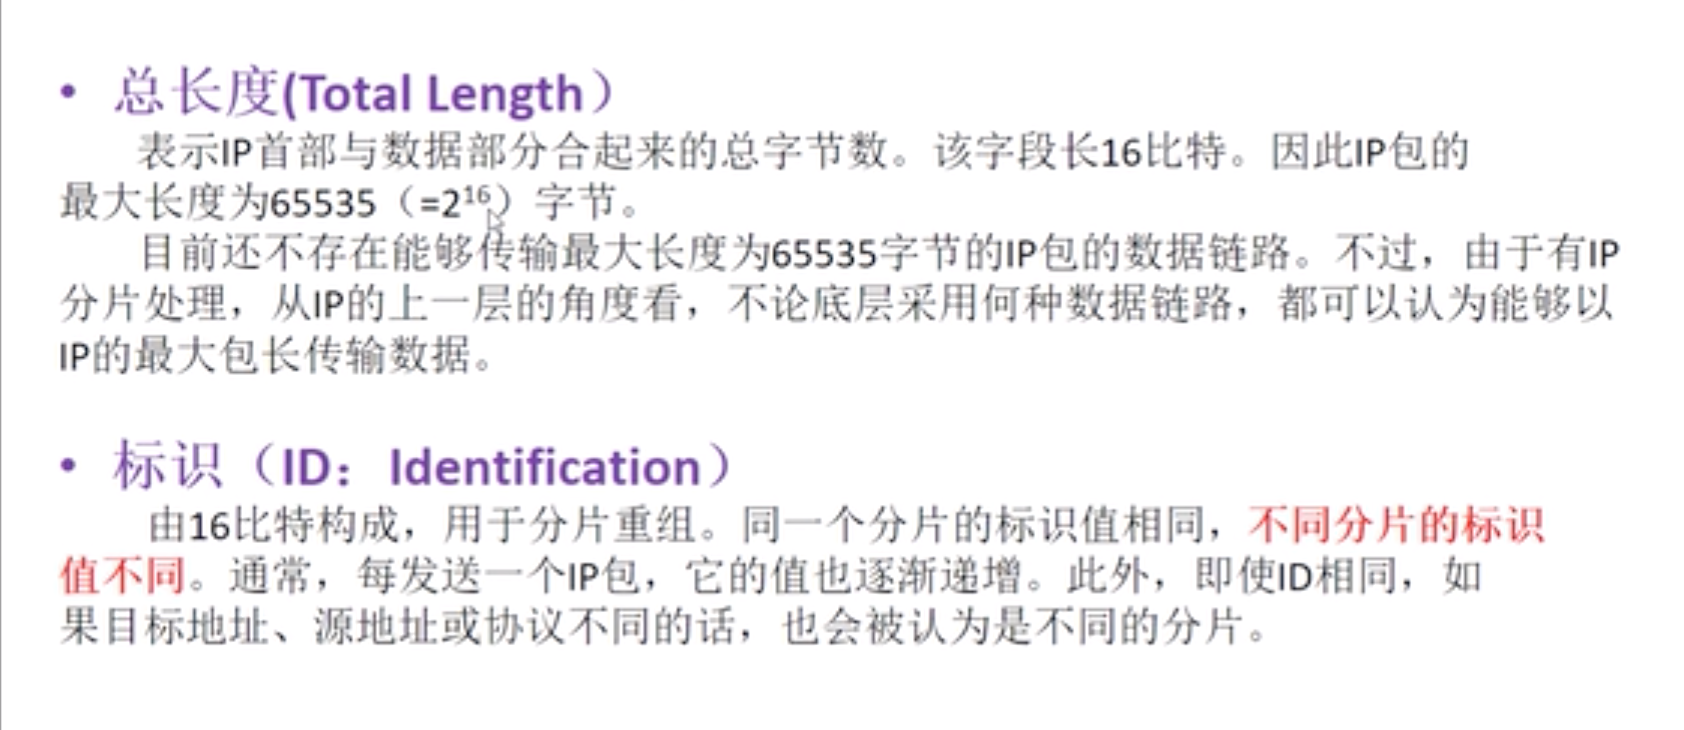 • 总长度(Total Length）
表示IP首部与数据部分合起来的总字节数。该字段长16比特。因此IP包的
最大长度为65535（=2¹⁶）字节。
目前还不存在能够传输最大长度为65535字节的IP包的数据链路。不过，由于有IP
分片处理，从IP的上一层的角度看，不论底层采用何种数据链路，都可以认为能够以
IP的最大包长传输数据。
• 标识（ID：Identification）
由16比特构成，用于分片重组。同一个分片的标识值相同，不同分片的标识
值不同。通常，每发送一个IP包，它的值也逐渐递增。此外，即使ID相同，如
果目标地址、源地址或协议不同的话，也会被认为是不同的分片。